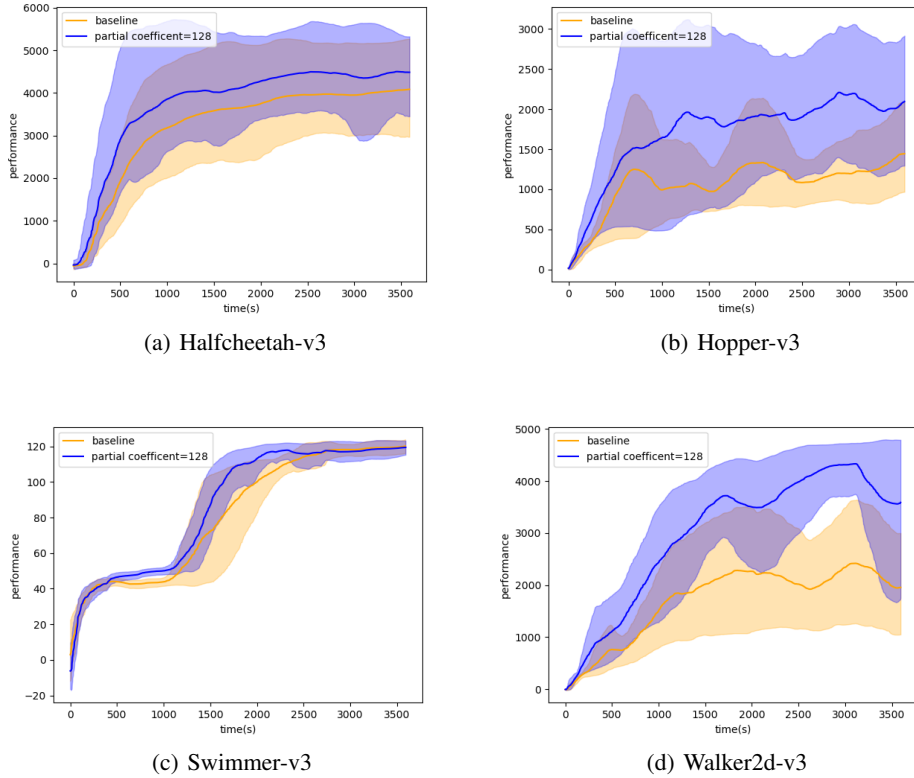 6000
5000
4000
3000
2000
1000
0
performance
baseline
partial coefficent=128
0 500 1000 1500 2000 2500 3000 3500
time(s)
(a) Halfcheetah-v3
3000
2500
2000
1500
1000
500
0
performance
baseline
partial coefficent=128
0 500 1000 1500 2000 2500 3000 3500
time(s)
(b) Hopper-v3
120
100
80
60
40
20
0
−20
performance
baseline
partial coefficent=128
0 500 1000 1500 2000 2500 3000 3500
time(s)
(c) Swimmer-v3
5000
4000
3000
2000
1000
0
performance
baseline
partial coefficent=128
0 500 1000 1500 2000 2500 3000 3500
time(s)
(d) Walker2d-v3